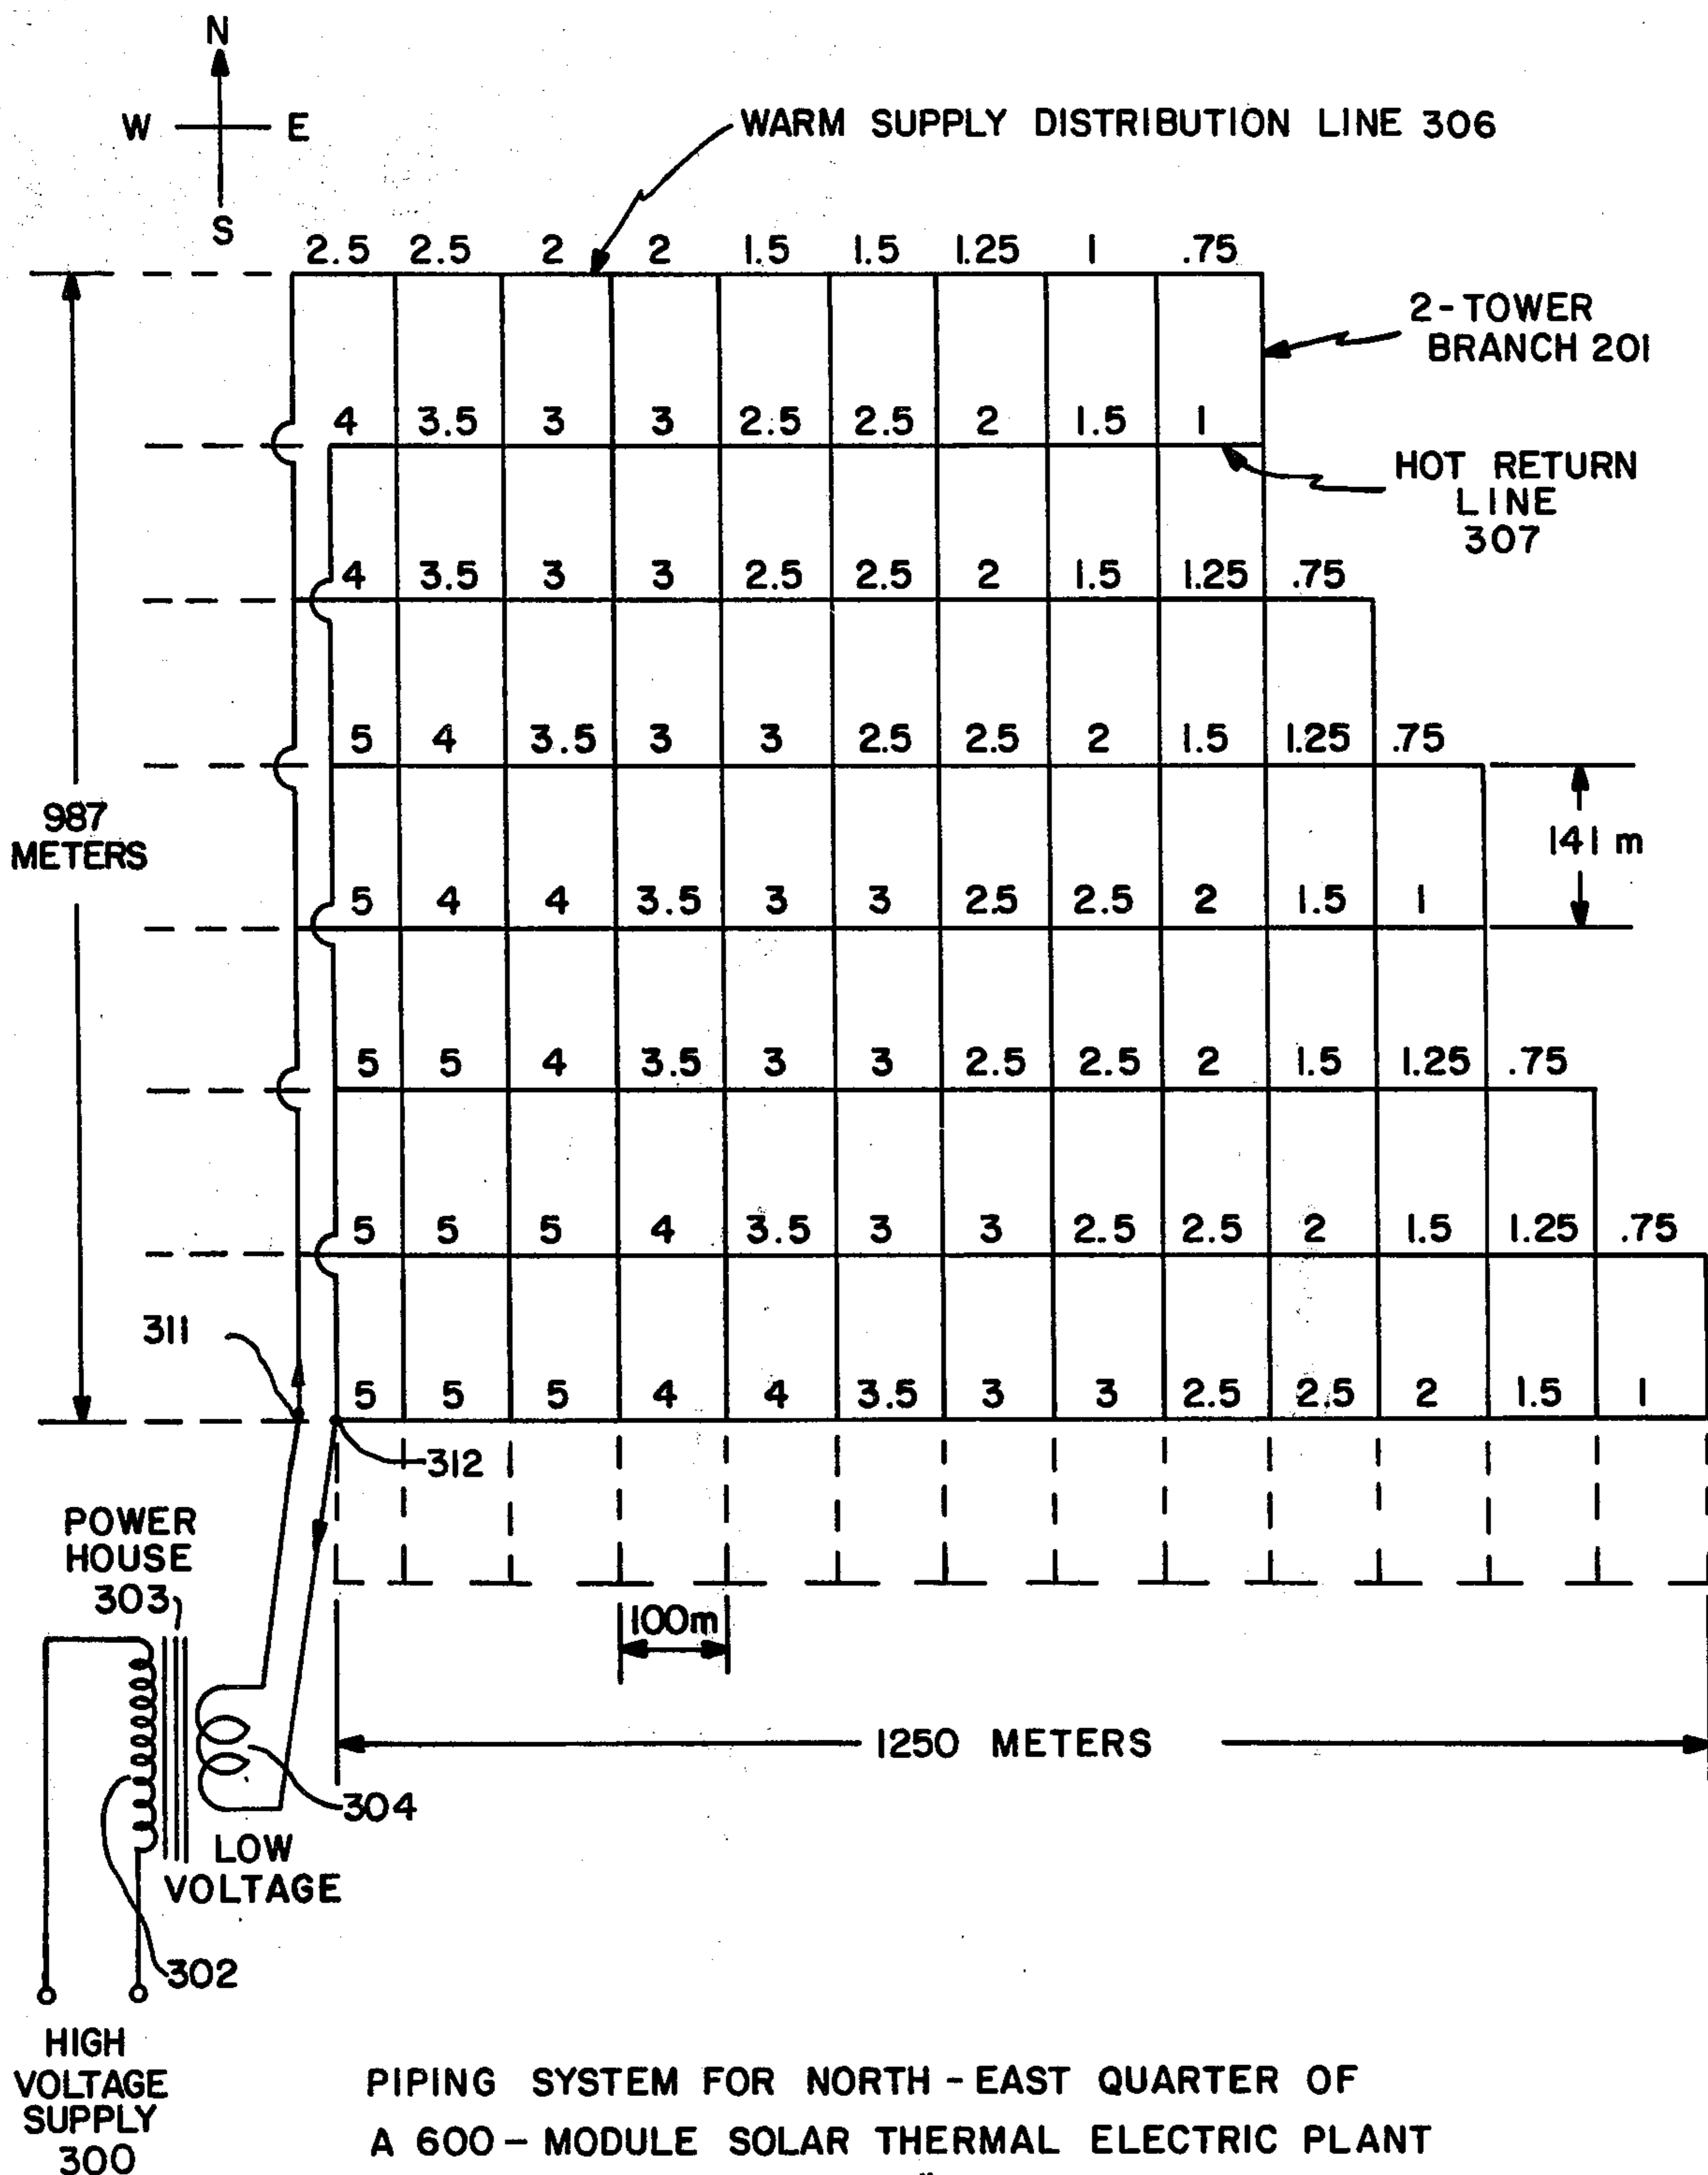 N
W E
S
WARM SUPPLY DISTRIBUTION LINE 306
2.5 2.5 2 2 1.5 1.5 1.25 1 .75
2-TOWER
BRANCH 201
4 3.5 3 3 2.5 2.5 2 1.5 1
HOT RETURN
LINE
307
4 3.5 3 3 2.5 2.5 2 1.5 1.25 .75
5 4 3.5 3 3 2.5 2.5 2 1.5 1.25 .75
987
METERS
141 m
5 4 4 3.5 3 3 2.5 2.5 2 1.5 1
5 5 4 3.5 3 3 2.5 2.5 2 1.5 1.25 .75
5 5 5 4 3.5 3 3 2.5 2.5 2 1.5 1.25 .75
311
5 5 5 4 4 3.5 3 3 2.5 2.5 2 1.5 1
312
POWER
HOUSE
303
100m
1250 METERS
304
LOW
VOLTAGE
302
HIGH
VOLTAGE
SUPPLY
300
PIPING SYSTEM FOR NORTH - EAST QUARTER OF
A 600 - MODULE SOLAR THERMAL ELECTRIC PLANT